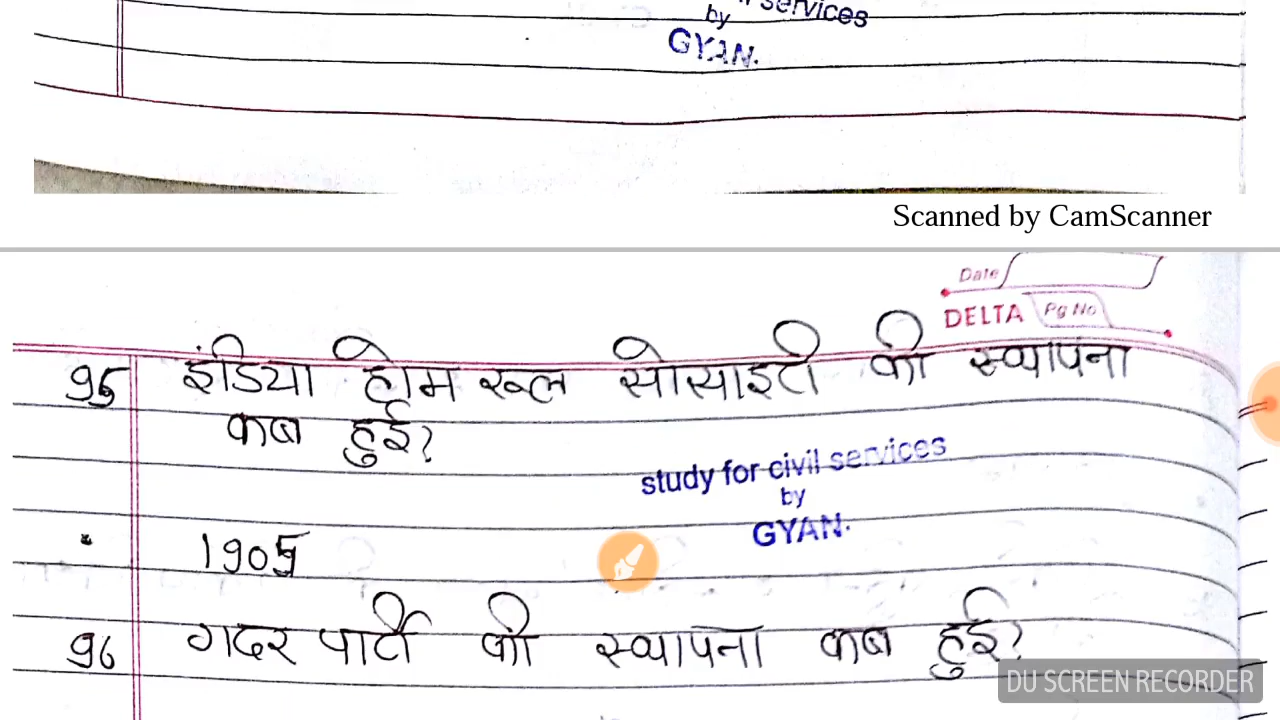 services
by
GYAN.
Scanned by CamScanner
Date
DELTA Pg No
95 इंडिया होम रूल सोसाइटी की स्थापना
कब हुई?
study for civil services
by
GYAN.
1905
96 गदर पार्टी की स्थापना कब हुई?
DU SCREEN RECORDER